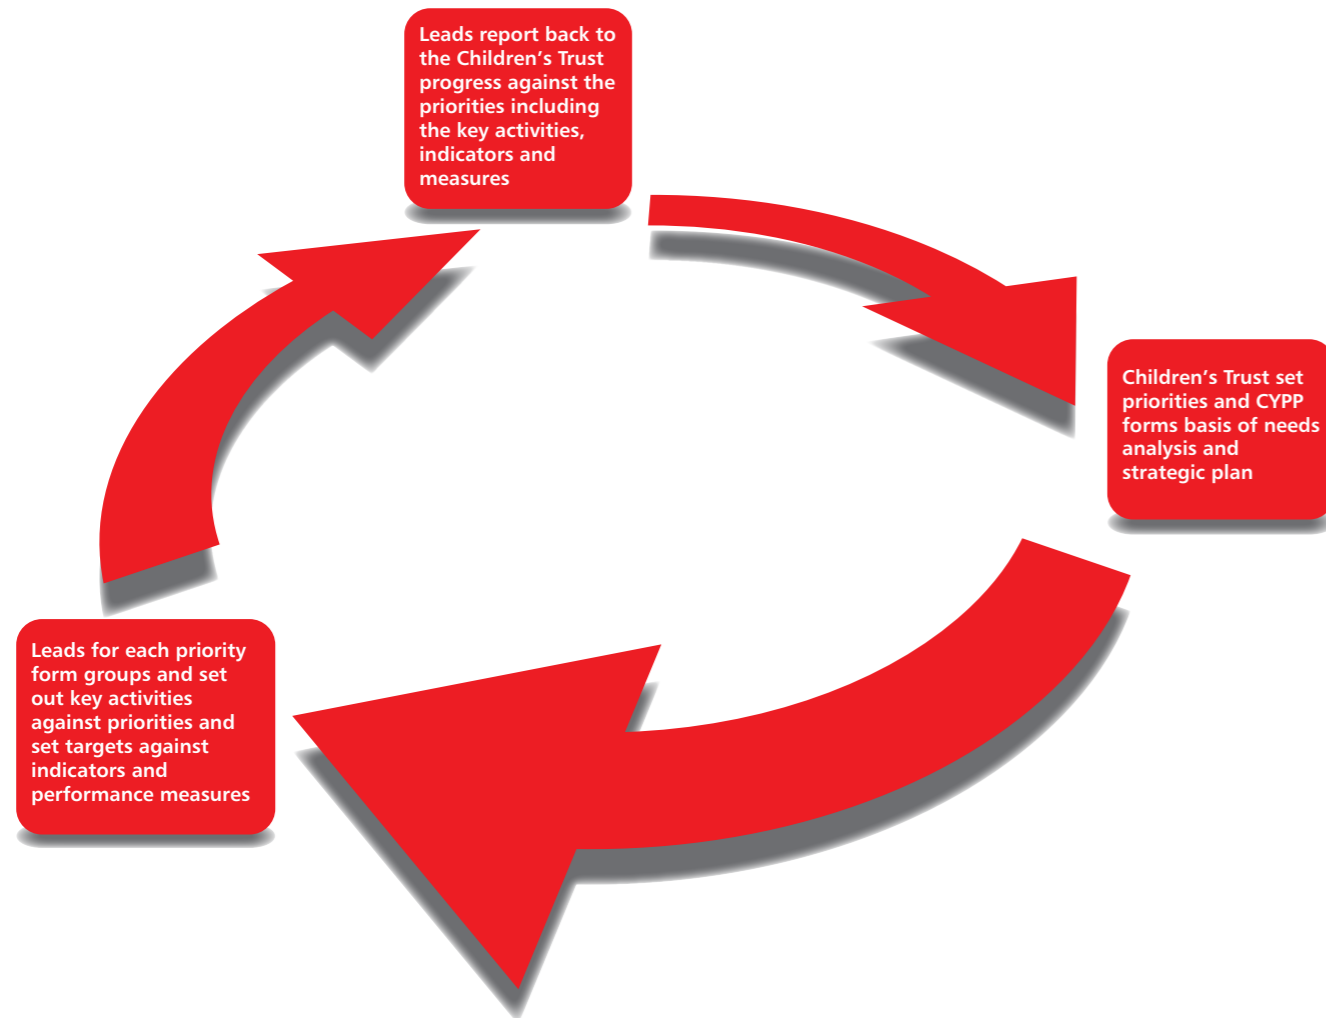 Leads report back to
the Children’s Trust
progress against the
priorities including
the key activities,
indicators and
measures
Children’s Trust set
priorities and CYPP
forms basis of needs
analysis and
strategic plan
Leads for each priority
form groups and set
out key activities
against priorities and
set targets against
indicators and
performance measures